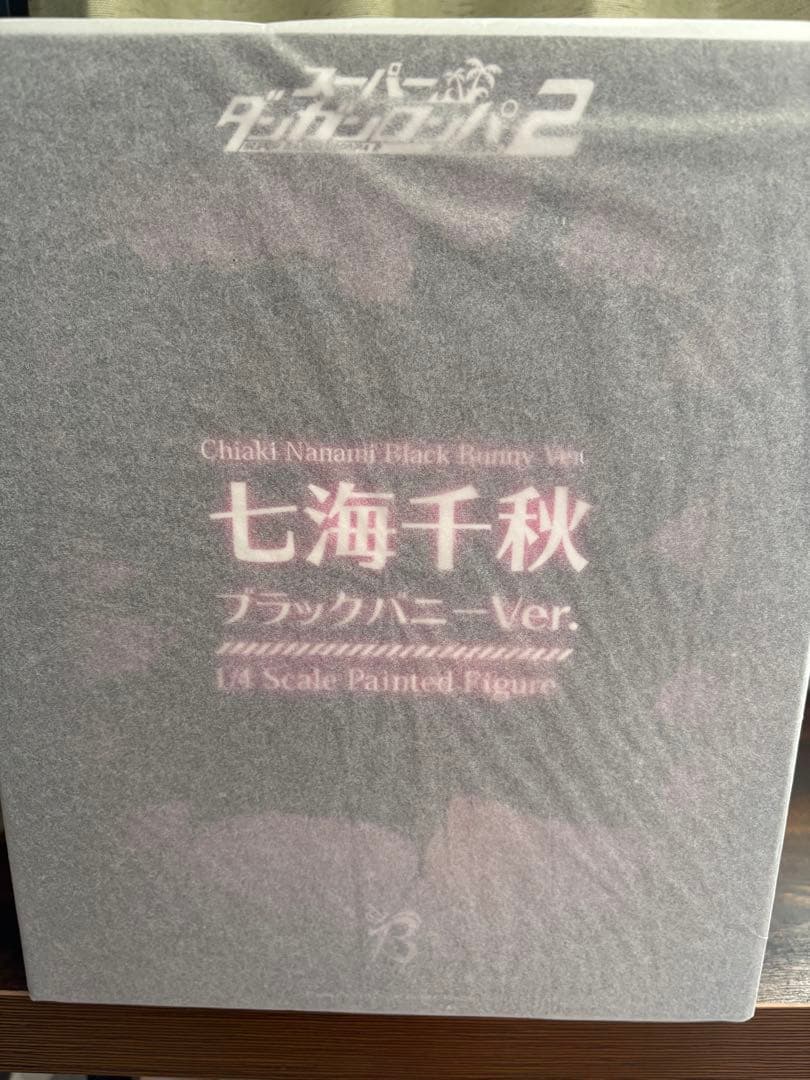 スーパー
ダンガンロンパ2
Chiaki Nanami Black Bunny Ver.
七海千秋
ブラックバニーVer.
1/4 Scale Painted Figure
B